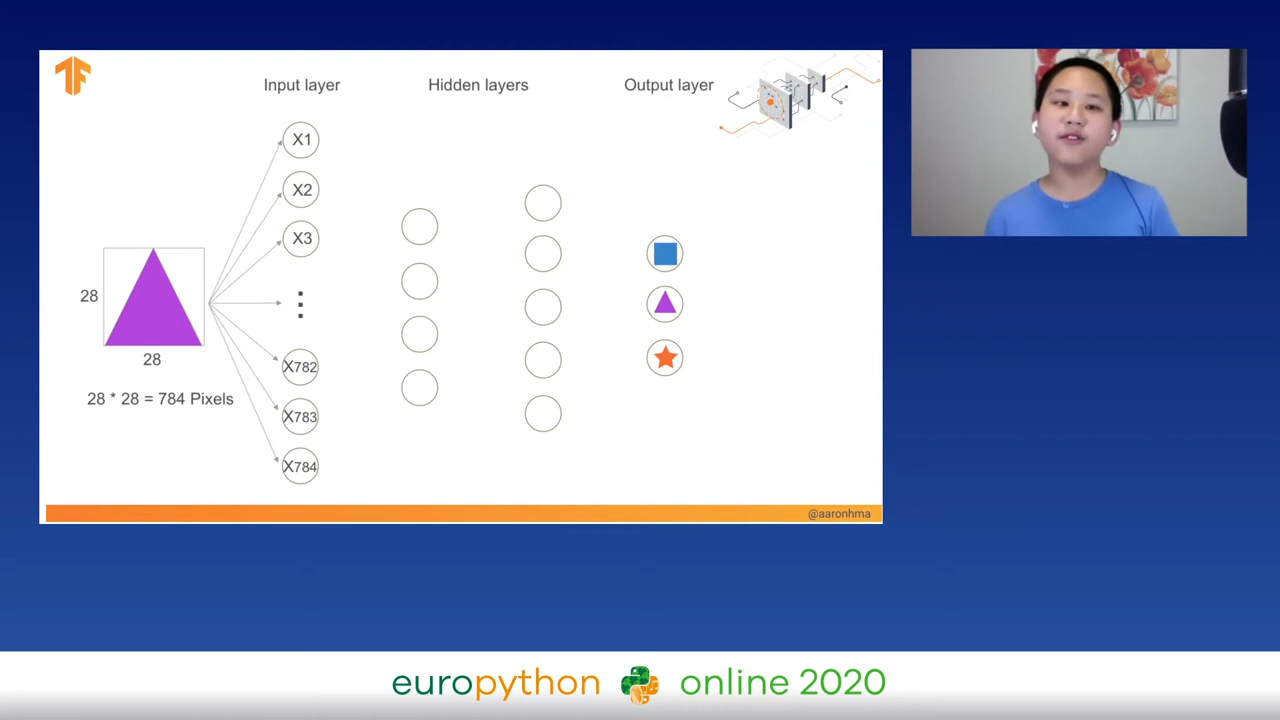 Input layer
Hidden layers
Output layer
X1
X2
X3
X782
X783
X784
28
28
28 * 28 = 784 Pixels
@aaronhma
europython online 2020